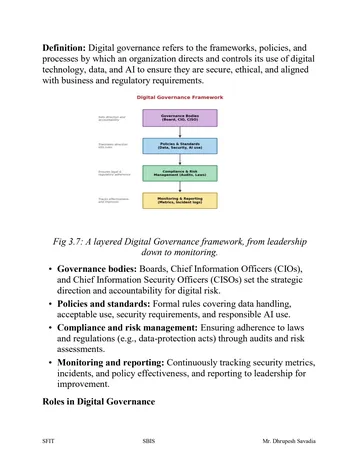 Definition: Digital governance refers to the frameworks, policies, and
processes by which an organization directs and controls its use of digital
technology, data, and AI to ensure they are secure, ethical, and aligned
with business and regulatory requirements.
Digital Governance Framework
Governance Bodies
(Board, CIO, CISO)
Policies & Standards
(Data, Security, AI use)
Compliance & Risk
Management (Audits, Laws)
Monitoring & Reporting
(Metrics, Incident logs)
Fig 3.7: A layered Digital Governance framework, from leadership
down to monitoring.
• Governance bodies: Boards, Chief Information Officers (CIOs),
and Chief Information Security Officers (CISOs) set the strategic
direction and accountability for digital risk.
• Policies and standards: Formal rules covering data handling,
acceptable use, security requirements, and responsible AI use.
• Compliance and risk management: Ensuring adherence to laws
and regulations (e.g., data-protection acts) through audits and risk
assessments.
• Monitoring and reporting: Continuously tracking security metrics,
incidents, and policy effectiveness, and reporting to leadership for
improvement.
Roles in Digital Governance
SFIT SBIS Mr. Dhrupesh Savadia